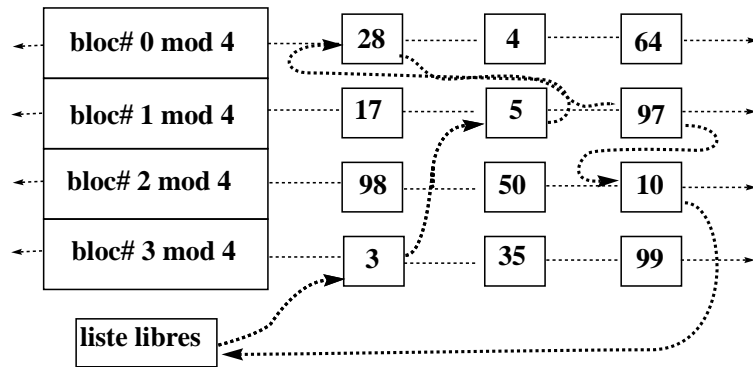 bloc# 0 mod 4 28 4 64
bloc# 1 mod 4 17 5 97
bloc# 2 mod 4 98 50 10
bloc# 3 mod 4 3 35 99
liste libres